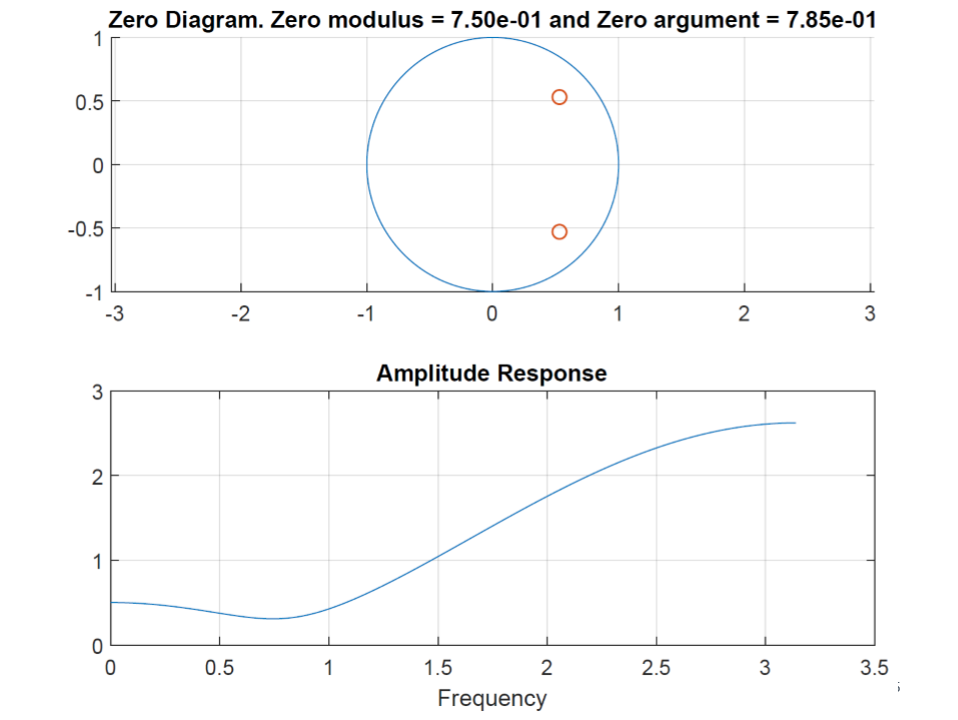 Zero Diagram. Zero modulus = 7.50e-01 and Zero argument = 7.85e-01
1
0.5
0
-0.5
-1
-3 -2 -1 0 1 2 3
Amplitude Response
3
2
1
0
0 0.5 1 1.5 2 2.5 3 3.5
Frequency